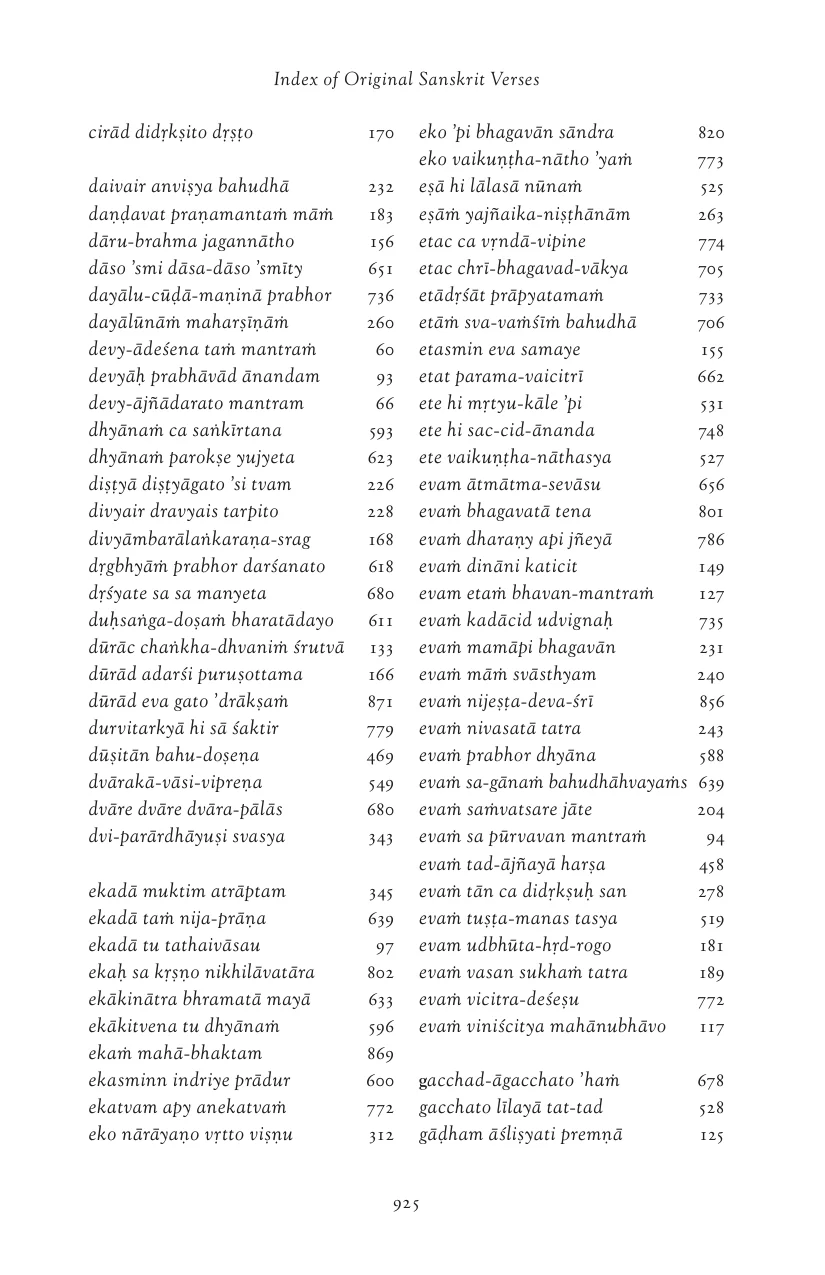 Index of Original Sanskrit Verses
cirād didṛkṣito dṛṣṭo 170
daivair anviṣya bahudhā 232
daṇḍavat praṇamantaṁ māṁ 183
dāru-brahma jagannātho 156
dāso ’smi dāsa-dāso ’smīty 651
dayālu-cūḍā-maṇinā prabhor 736
dayālūnāṁ maharṣīṇāṁ 260
devy-ādeśena taṁ mantraṁ 60
devyāḥ prabhāvād ānandam 93
devy-ājñādarato mantram 66
dhyānaṁ ca saṅkīrtana 593
dhyānaṁ parokṣe yujyeta 623
diṣṭyā diṣṭyāgato ’si tvam 226
divyair dravyais tarpito 228
divyāmbarālaṅkaraṇa-srag 168
dṛgbhyāṁ prabhor darśanato 618
dṛśyate sa sa manyeta 680
duḥsaṅga-doṣaṁ bharatādayo 611
dūrāc chaṅkha-dhvaniṁ śrutvā 133
dūrād adarśi puruṣottama 166
dūrād eva gato ’drākṣaṁ 871
durvitarkyā hi sā śaktir 779
dūṣitān bahu-doṣeṇa 469
dvārakā-vāsi-vipreṇa 549
dvāre dvāre dvāra-pālās 680
dvi-parārdhāyuṣi svasya 343
ekadā muktim atrāptam 345
ekadā taṁ nija-prāṇa 639
ekadā tu tathaivāsau 97
ekaḥ sa kṛṣṇo nikhilāvatāra 802
ekākinātra bhramatā mayā 633
ekākitvena tu dhyānaṁ 596
ekaṁ mahā-bhaktam 869
ekasminn indriye prādur 600
ekatvam apy anekatvaṁ 772
eko nārāyaṇo vṛtto viṣṇu 312
eko ’pi bhagavān sāndra 820
eko vaikuṇṭha-nātho ’yaṁ 773
eṣā hi lālasā nūnaṁ 525
eṣāṁ yajñaika-niṣṭhānām 263
etac ca vṛndā-vipine 774
etac chrī-bhagavad-vākya 705
etādṛśāt prāpyatamaṁ 733
etāṁ sva-vaṁśīṁ bahudhā 706
etasmin eva samaye 155
etat parama-vaicitrī 662
ete hi mṛtyu-kāle ’pi 531
ete hi sac-cid-ānanda 748
ete vaikuṇṭha-nāthasya 527
evam ātmātma-sevāsu 656
evaṁ bhagavatā tena 801
evaṁ dharaṇy api jñeyā 786
evaṁ dināni katicit 149
evam etaṁ bhavan-mantraṁ 127
evaṁ kadācid udvignaḥ 735
evaṁ mamāpi bhagavān 231
evaṁ māṁ svāsthyam 240
evaṁ nijeṣṭa-deva-śrī 856
evaṁ nivasatā tatra 243
evaṁ prabhor dhyāna 588
evaṁ sa-gānaṁ bahudhāhvayaṁs 639
evaṁ saṁvatsare jāte 204
evaṁ sa pūrvavan mantraṁ 94
evaṁ tad-ājñayā harṣa 458
evaṁ tān ca didṛkṣuḥ san 278
evaṁ tuṣṭa-manas tasya 519
evam udbhūta-hṛd-rogo 181
evaṁ vasan sukhaṁ tatra 189
evaṁ vicitra-deśeṣu 772
evaṁ viniścitya mahānubhāvo 117
gacchad-āgacchato ’haṁ 678
gacchato līlayā tat-tad 528
gāḍham āśliṣyati premṇā 125
925